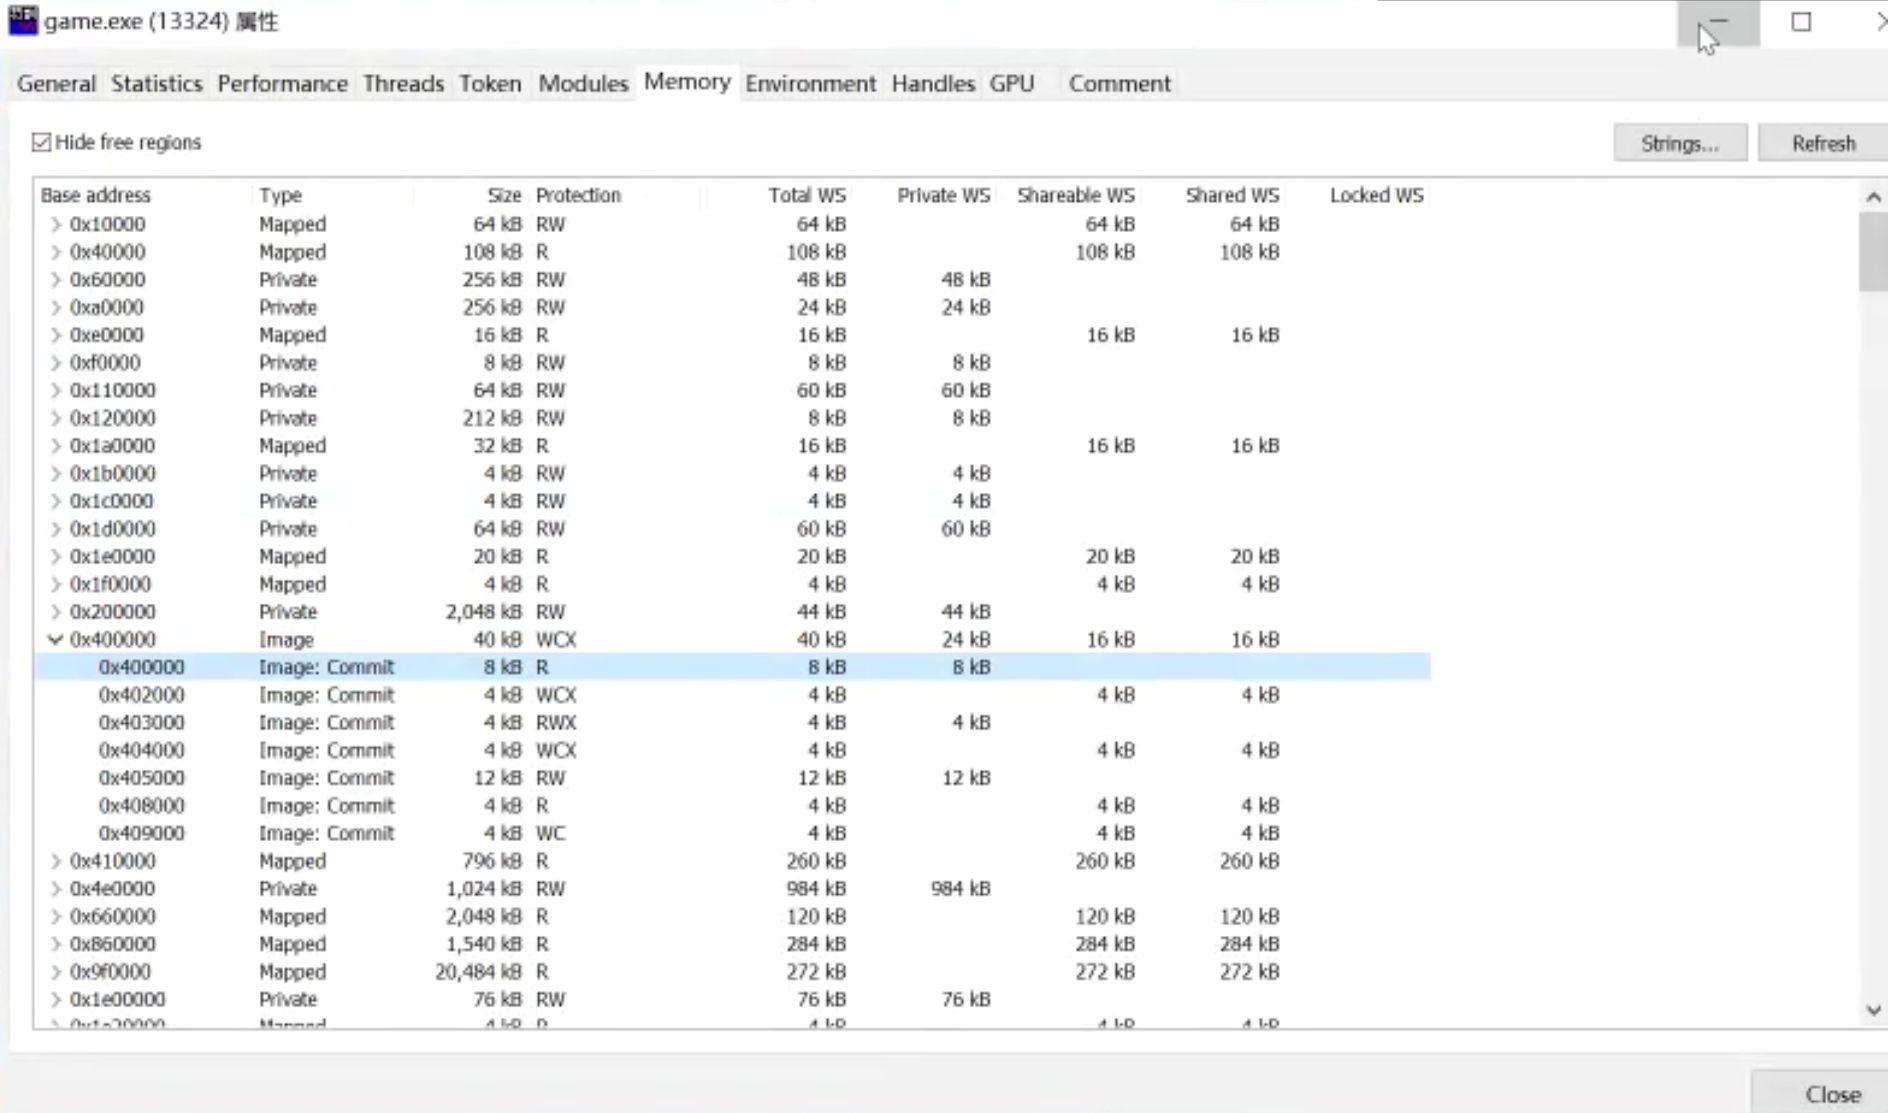 game.exe (13324) 属性
General Statistics Performance Threads Token Modules Memory Environment Handles GPU Comment
Hide free regions Strings... Refresh
Base address Type Size Protection Total WS Private WS Shareable WS Shared WS Locked WS
0x10000 Mapped 64 kB RW 64 kB 64 kB 64 kB
0x40000 Mapped 108 kB R 108 kB 108 kB 108 kB
0x60000 Private 256 kB RW 48 kB 48 kB
0xa0000 Private 256 kB RW 24 kB 24 kB
0xe0000 Mapped 16 kB R 16 kB 16 kB 16 kB
0xf0000 Private 8 kB RW 8 kB 8 kB
0x110000 Private 64 kB RW 60 kB 60 kB
0x120000 Private 212 kB RW 8 kB 8 kB
0x1a0000 Mapped 32 kB R 16 kB 16 kB 16 kB
0x1b0000 Private 4 kB RW 4 kB 4 kB
0x1c0000 Private 4 kB RW 4 kB 4 kB
0x1d0000 Private 64 kB RW 60 kB 60 kB
0x1e0000 Mapped 20 kB R 20 kB 20 kB 20 kB
0x1f0000 Mapped 4 kB R 4 kB 4 kB 4 kB
0x200000 Private 2,048 kB RW 44 kB 44 kB
0x400000 Image 40 kB WCX 40 kB 24 kB 16 kB 16 kB
0x400000 Image: Commit 8 kB R 8 kB 8 kB
0x402000 Image: Commit 4 kB WCX 4 kB 4 kB 4 kB
0x403000 Image: Commit 4 kB RWX 4 kB 4 kB
0x404000 Image: Commit 4 kB WCX 4 kB 4 kB 4 kB
0x405000 Image: Commit 12 kB RW 12 kB 12 kB
0x408000 Image: Commit 4 kB R 4 kB 4 kB 4 kB
0x409000 Image: Commit 4 kB WC 4 kB 4 kB 4 kB
0x410000 Mapped 796 kB R 260 kB 260 kB 260 kB
0x4e0000 Private 1,024 kB RW 984 kB 984 kB
0x660000 Mapped 2,048 kB R 120 kB 120 kB 120 kB
0x860000 Mapped 1,540 kB R 284 kB 284 kB 284 kB
0x9f0000 Mapped 20,484 kB R 272 kB 272 kB 272 kB
0x1e00000 Private 76 kB RW 76 kB 76 kB
Close